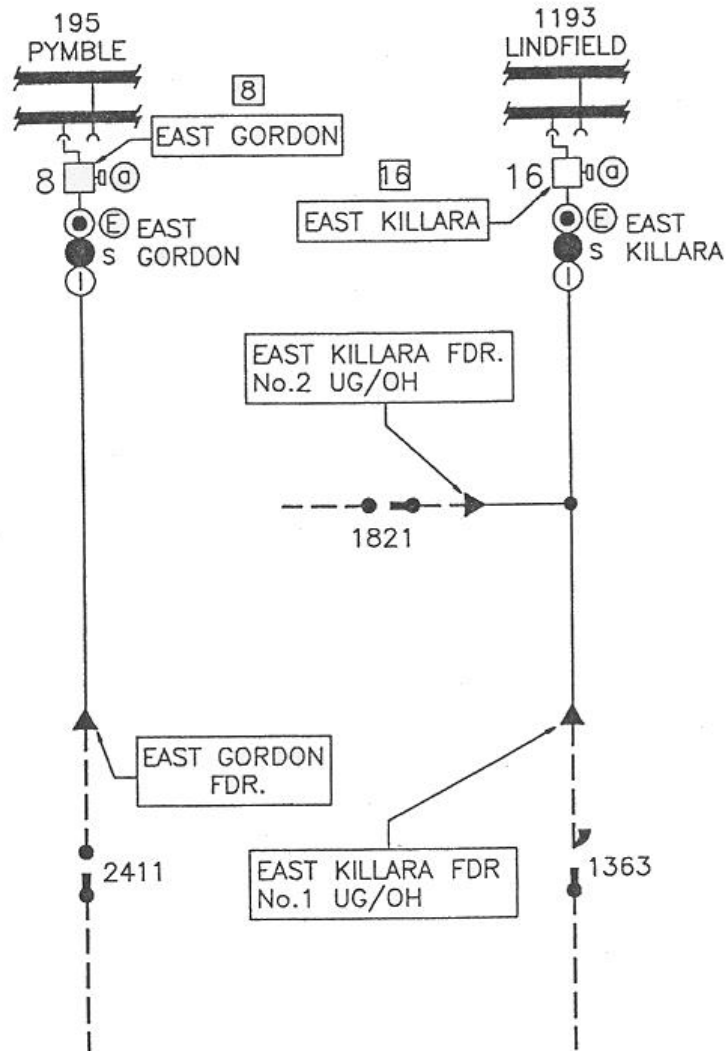 195
PYMBLE
1193
LINDFIELD
8
EAST GORDON
8
a
E
EAST
S GORDON
16
EAST KILLARA
16
a
E
EAST
S KILLARA
EAST KILLARA FDR.
No.2 UG/OH
1821
EAST GORDON
FDR.
2411
EAST KILLARA FDR
No.1 UG/OH
1363